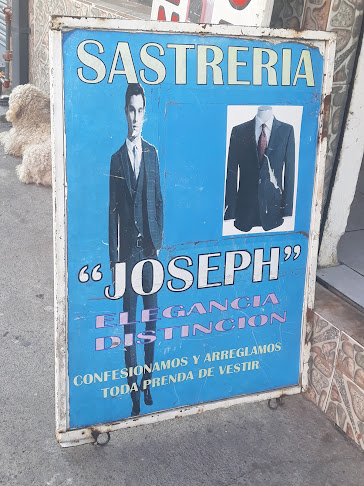 SASTRERIA
"JOSEPH"
ELEGANCIA
DISTINCION
CONFESIONAMOS Y ARREGLAMOS
TODA PRENDA DE VESTIR